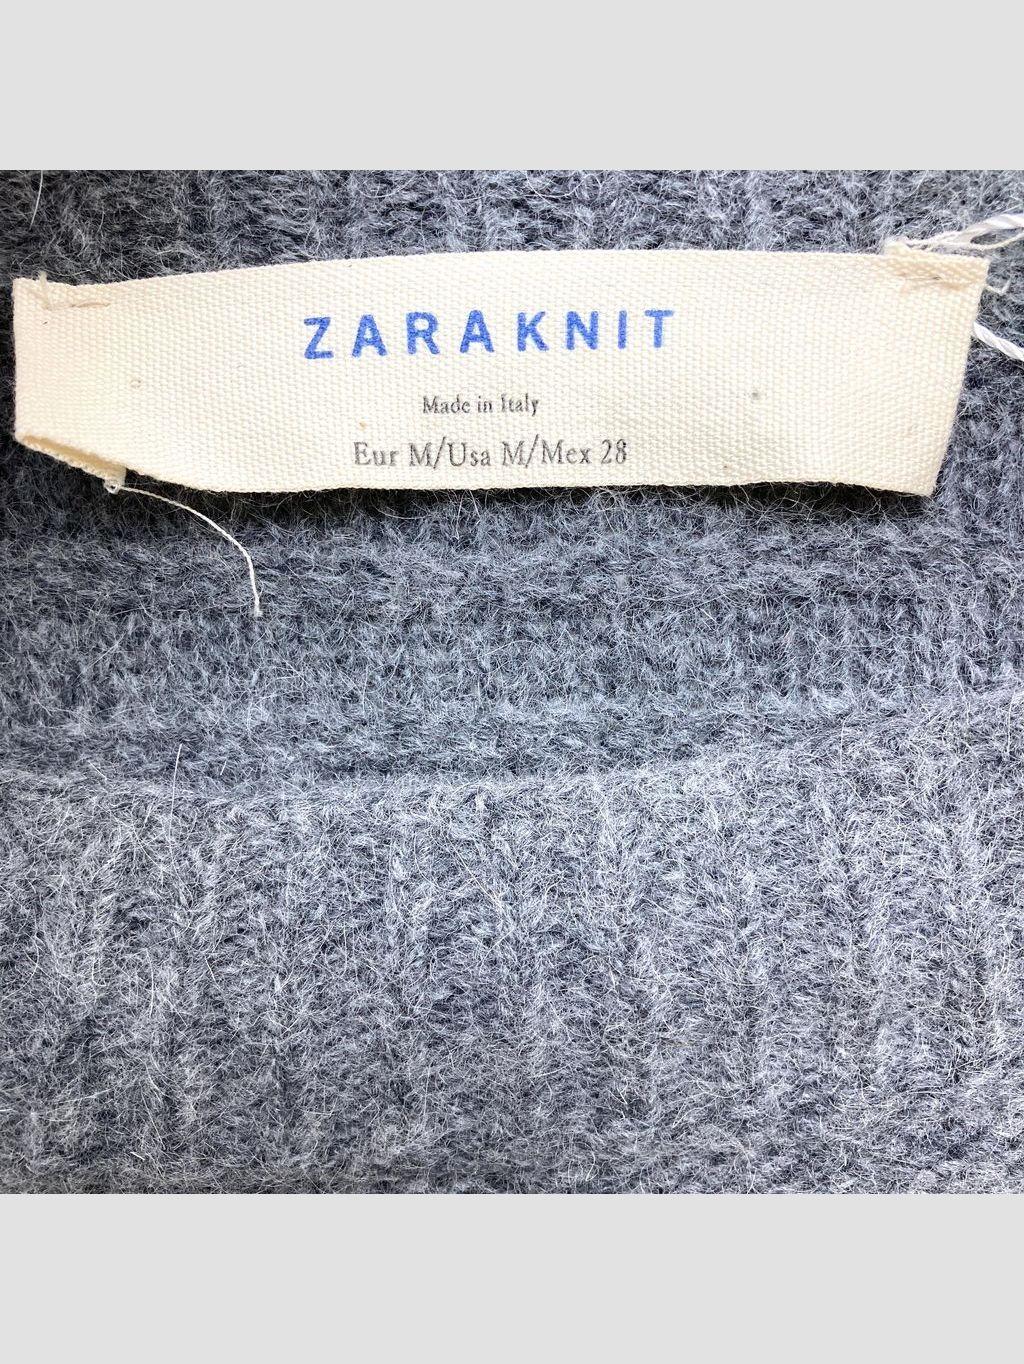 ZARAKNIT
Made in Italy
Eur M/Usa M/Mex 28